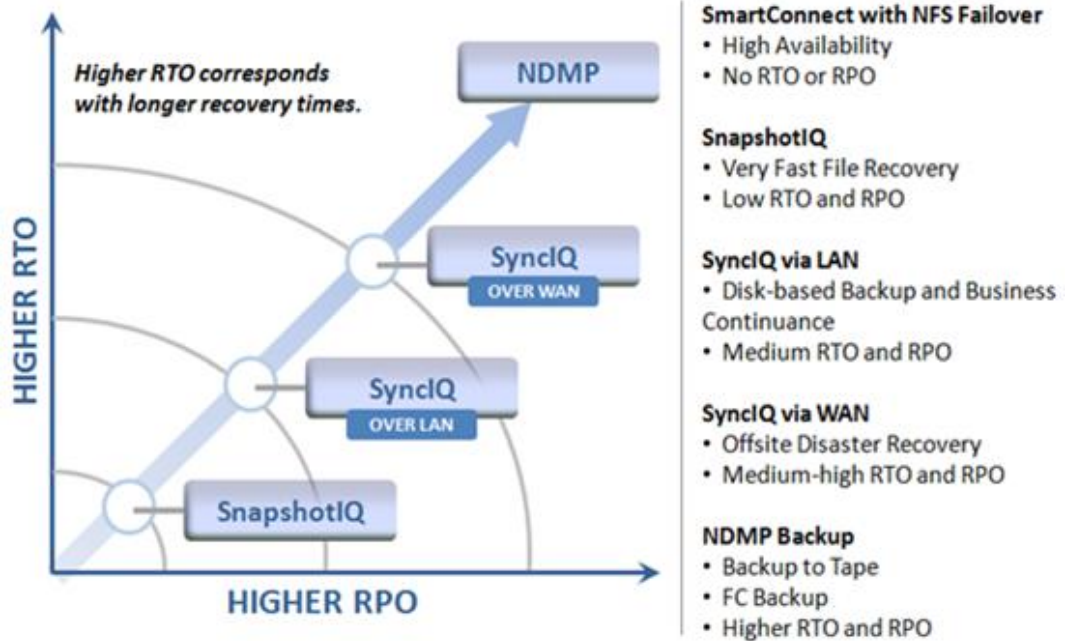 Higher RTO corresponds
with longer recovery times.
NDMP
SyncIQ
OVER WAN
SyncIQ
OVER LAN
SnapshotIQ
HIGHER RTO
HIGHER RPO
SmartConnect with NFS Failover
• High Availability
• No RTO or RPO
SnapshotIQ
• Very Fast File Recovery
• Low RTO and RPO
SyncIQ via LAN
• Disk-based Backup and Business
Continuance
• Medium RTO and RPO
SyncIQ via WAN
• Offsite Disaster Recovery
• Medium-high RTO and RPO
NDMP Backup
• Backup to Tape
• FC Backup
• Higher RTO and RPO